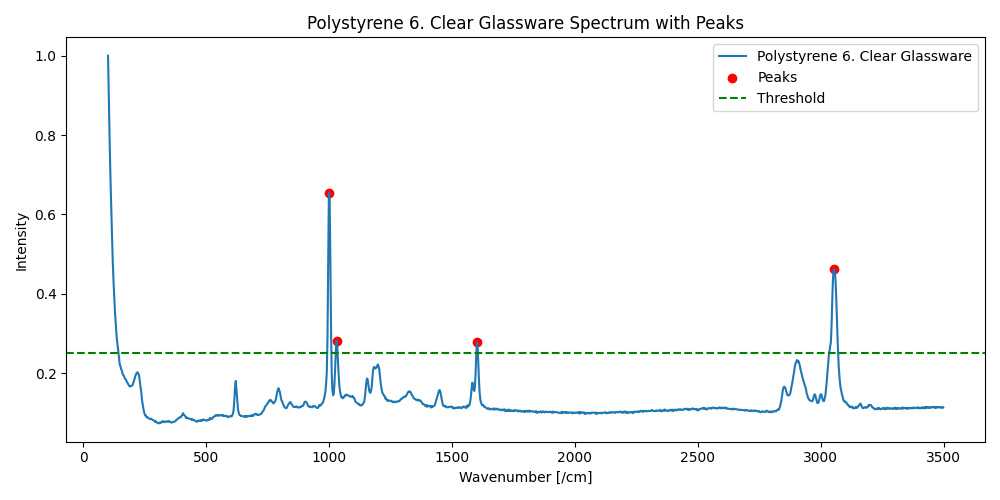 Polystyrene 6. Clear Glassware Spectrum with Peaks
Polystyrene 6. Clear Glassware
Peaks
Threshold
Intensity
1.0
0.8
0.6
0.4
0.2
0 500 1000 1500 2000 2500 3000 3500
Wavenumber [/cm]